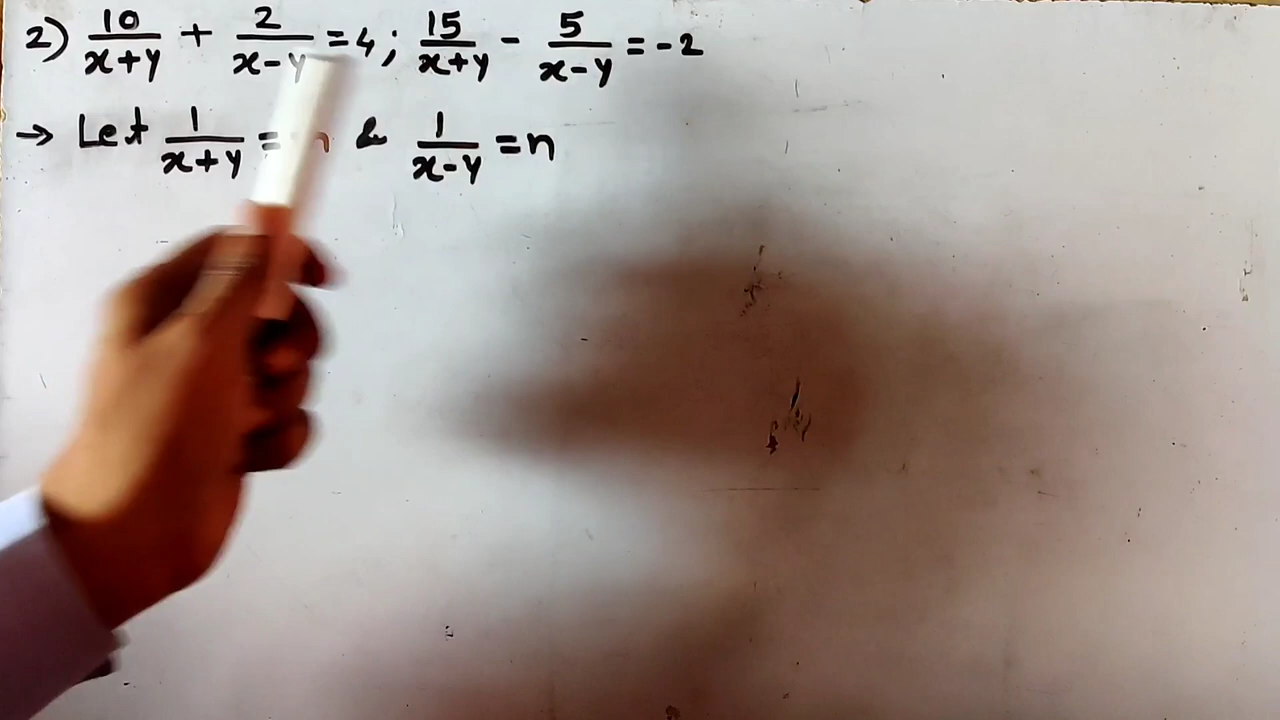 2) 10/(x+y) + 2/(x-y) = 4 ; 15/(x+y) - 5/(x-y) = -2
→ Let 1/(x+y) = & 1/(x-y) = n